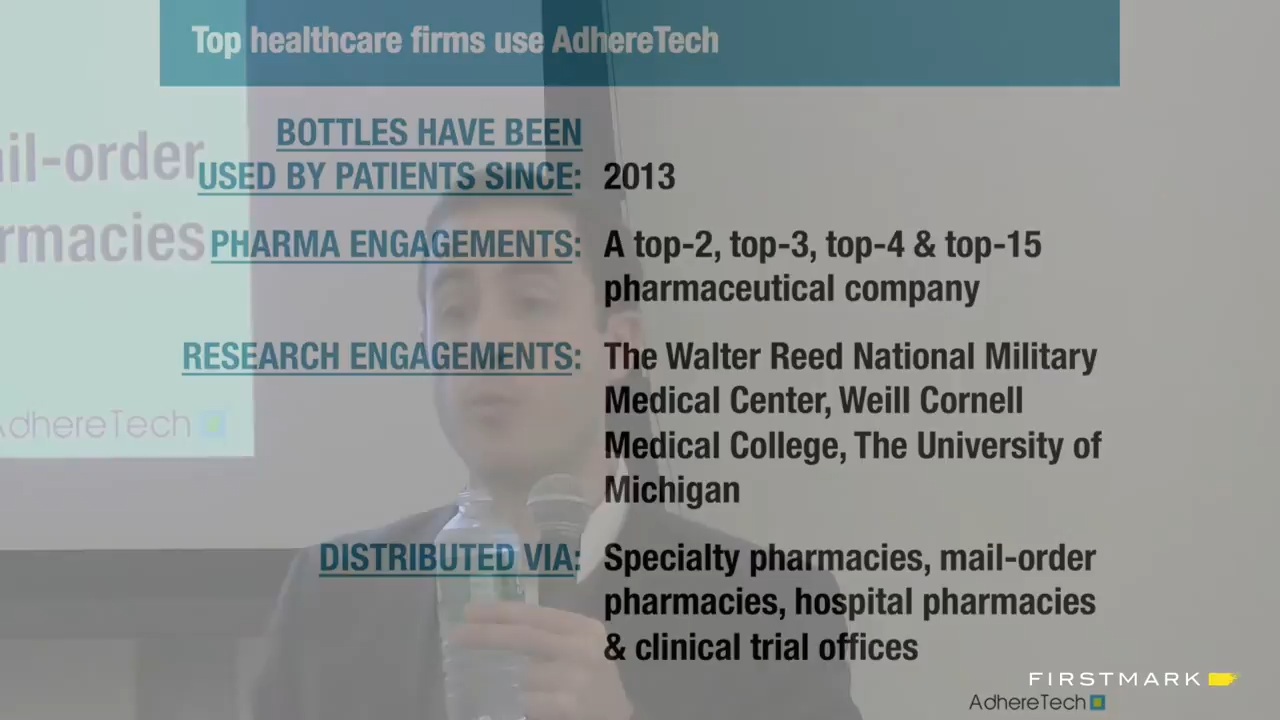 Top healthcare firms use AdhereTech
BOTTLES HAVE BEEN
USED BY PATIENTS SINCE: 2013
PHARMA ENGAGEMENTS: A top-2, top-3, top-4 & top-15
pharmaceutical company
RESEARCH ENGAGEMENTS: The Walter Reed National Military
Medical Center, Weill Cornell
Medical College, The University of
Michigan
DISTRIBUTED VIA: Specialty pharmacies, mail-order
pharmacies, hospital pharmacies
& clinical trial offices
ail-order
rmacies
AdhereTech
FIRSTMARK
AdhereTech